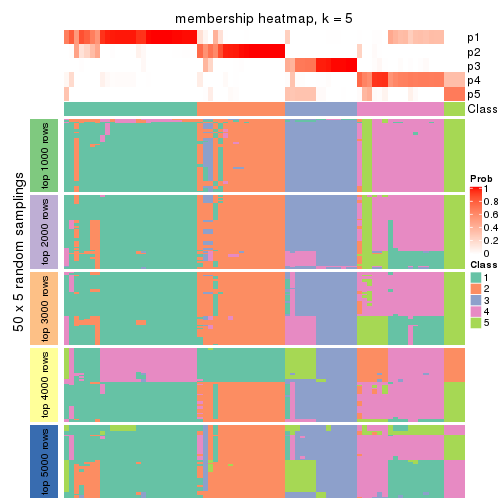 membership heatmap, k = 5
p1
p2
p3
p4
p5
Class
50 x 5 random samplings
top 1000 rows
top 2000 rows
top 3000 rows
top 4000 rows
top 5000 rows
Prob
1
0.8
0.6
0.4
0.2
0
Class
1
2
3
4
5